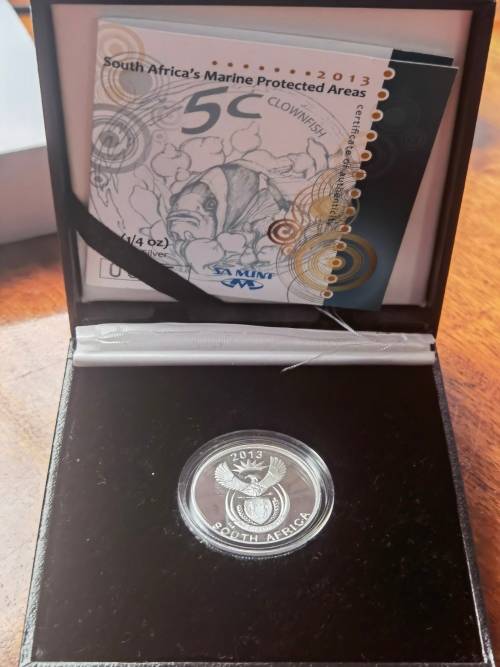 2013
South Africa's Marine Protected Areas
5c
CLOWNFISH
certificate of authenticity
(1/4 oz)
Silver
SA MINT
2013
SOUTH AFRICA